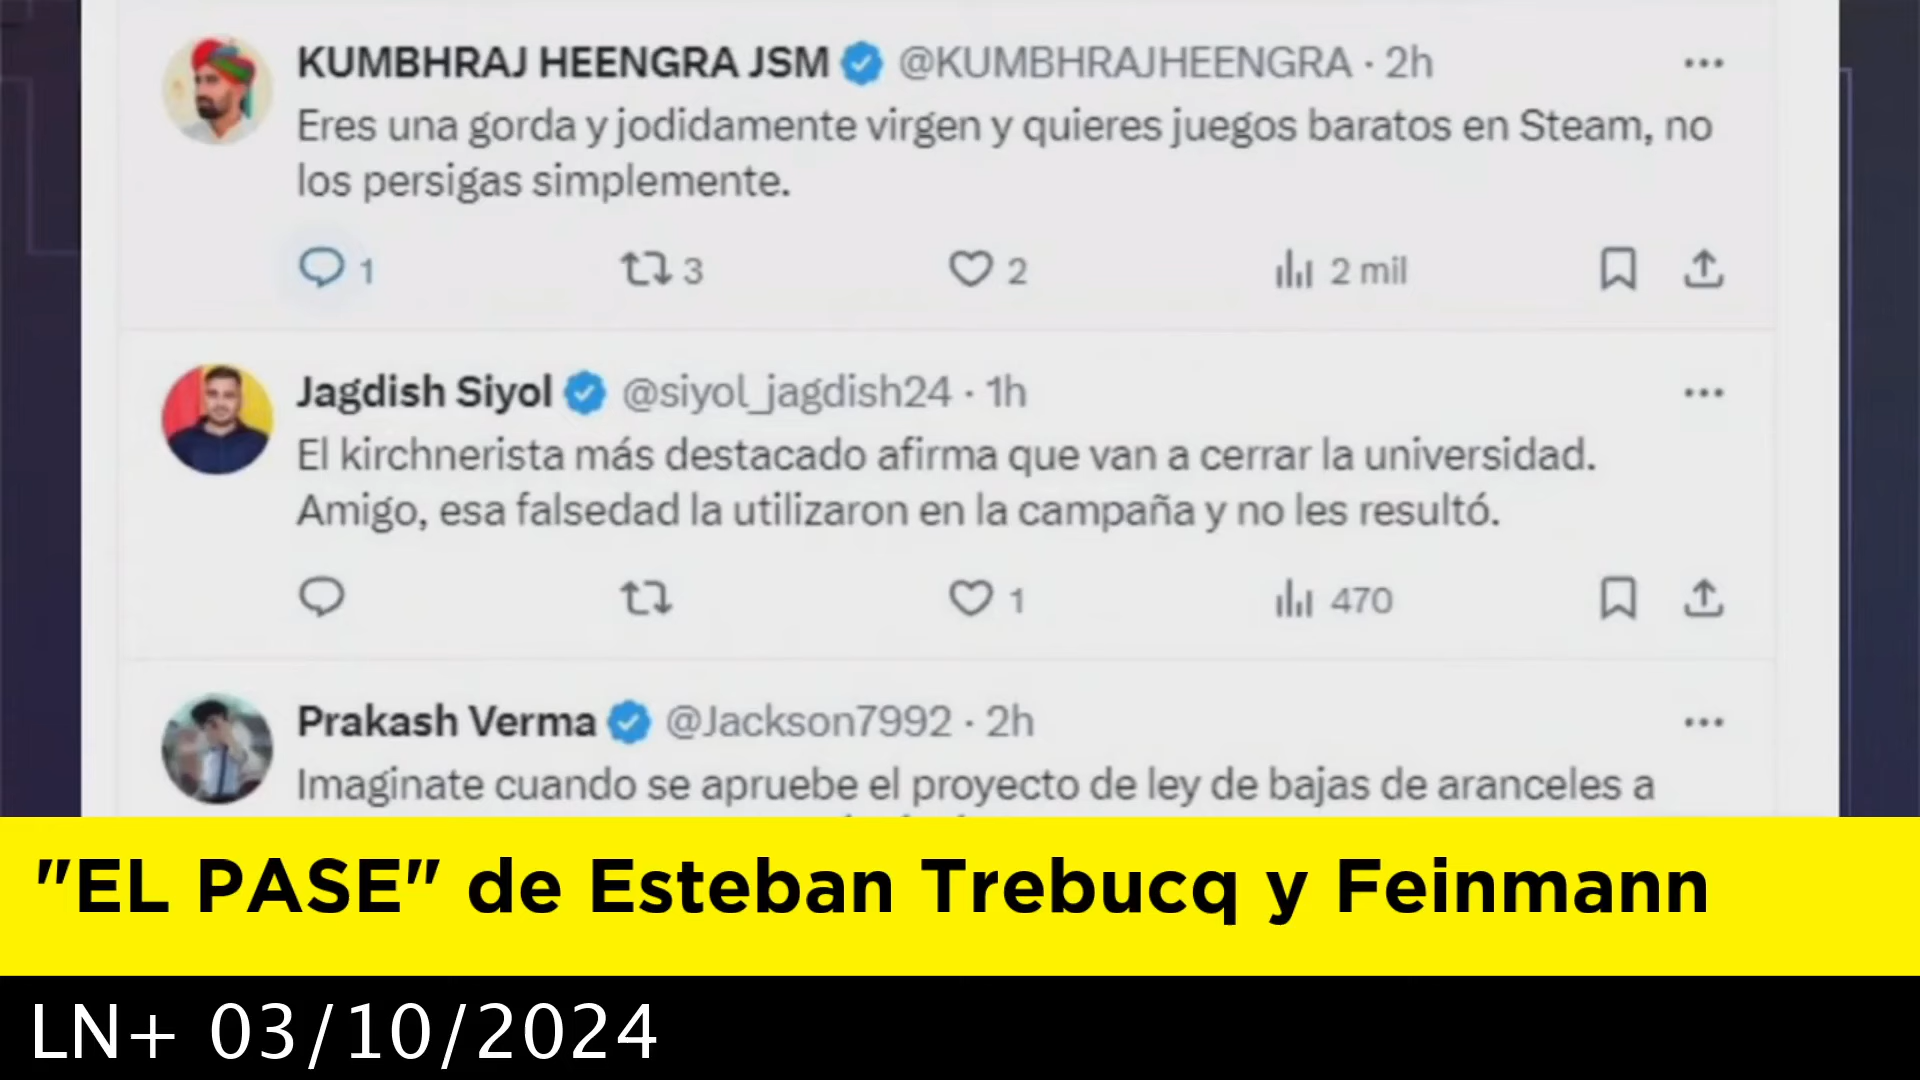 KUMBHRAJ HEENGRA JSM @KUMBHRAJHEENGRA · 2h
Eres una gorda y jodidamente virgen y quieres juegos baratos en Steam, no
los persigas simplemente.
1 3 2 2 mil
Jagdish Siyol @siyol_jagdish24 · 1h
El kirchnerista más destacado afirma que van a cerrar la universidad.
Amigo, esa falsedad la utilizaron en la campaña y no les resultó.
1 470
Prakash Verma @Jackson7992 · 2h
Imaginate cuando se apruebe el proyecto de ley de bajas de aranceles a
"EL PASE" de Esteban Trebucq y Feinmann
LN+ 03/10/2024